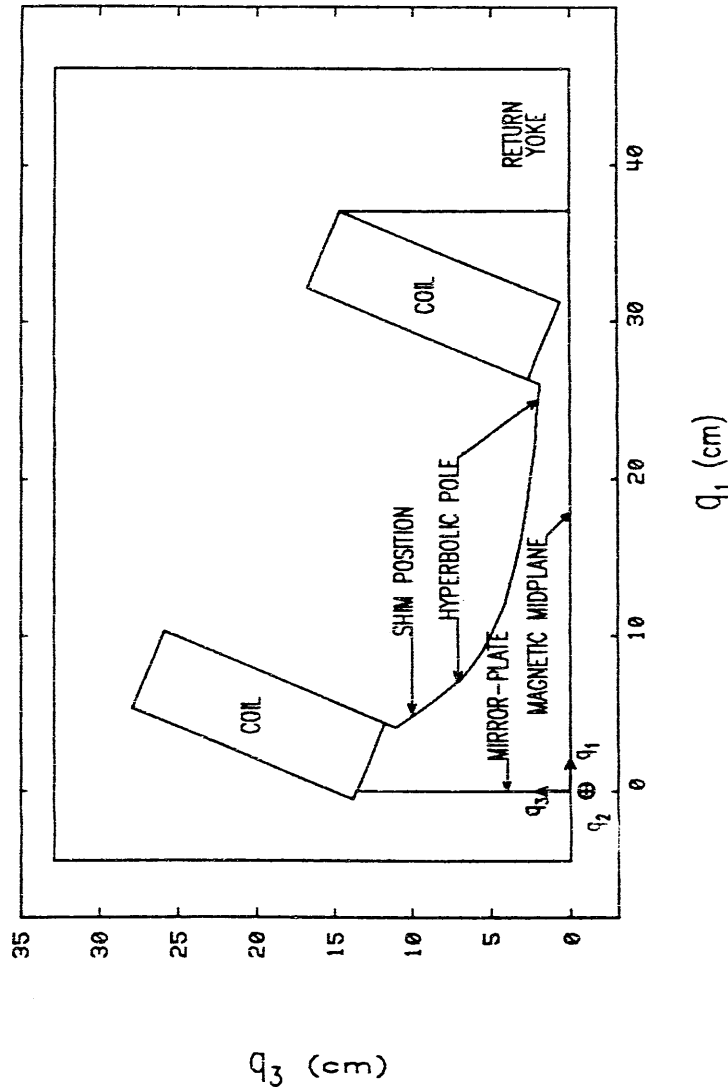 35
30
25
20
15
10
5
0
q3 (cm)
0
10
20
30
40
q1 (cm)
COIL
COIL
SHIM POSITION
HYPERBOLIC POLE
MIRROR-PLATE
MAGNETIC MIDPLANE
RETURN
YOKE
q3
q1
q2